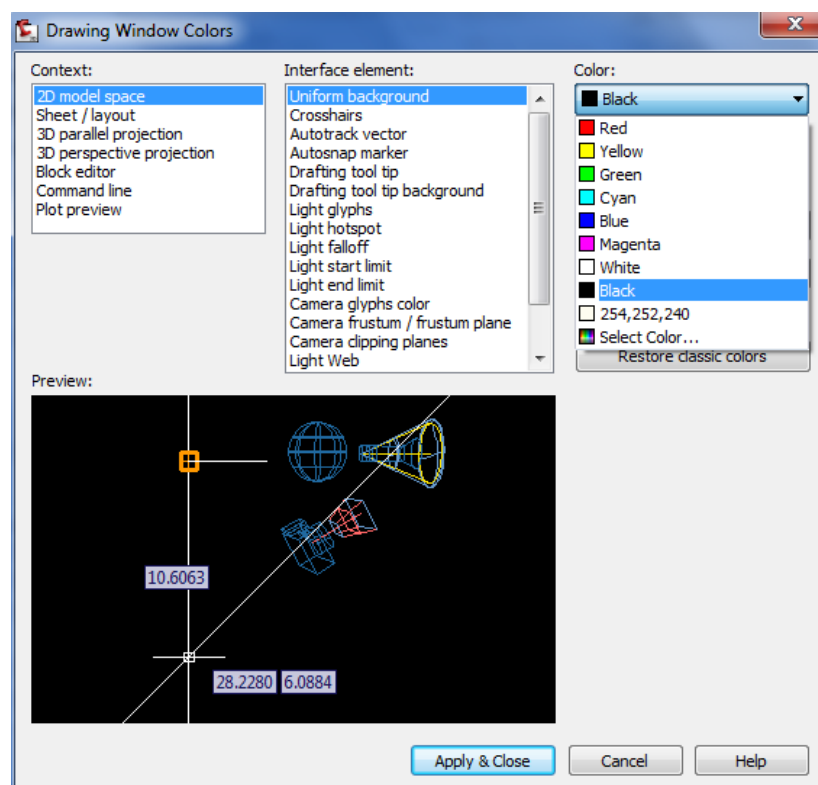 Drawing Window Colors
Context:
2D model space
Sheet / layout
3D parallel projection
3D perspective projection
Block editor
Command line
Plot preview
Interface element:
Uniform background
Crosshairs
Autotrack vector
Autosnap marker
Drafting tool tip
Drafting tool tip background
Light glyphs
Light hotspot
Light falloff
Light start limit
Light end limit
Camera glyphs color
Camera frustum / frustum plane
Camera clipping planes
Light Web
Color:
Black
Red
Yellow
Green
Cyan
Blue
Magenta
White
Black
254,252,240
Select Color...
Restore classic colors
Preview:
10.6063
28.2280 6.0884
Apply & Close
Cancel
Help